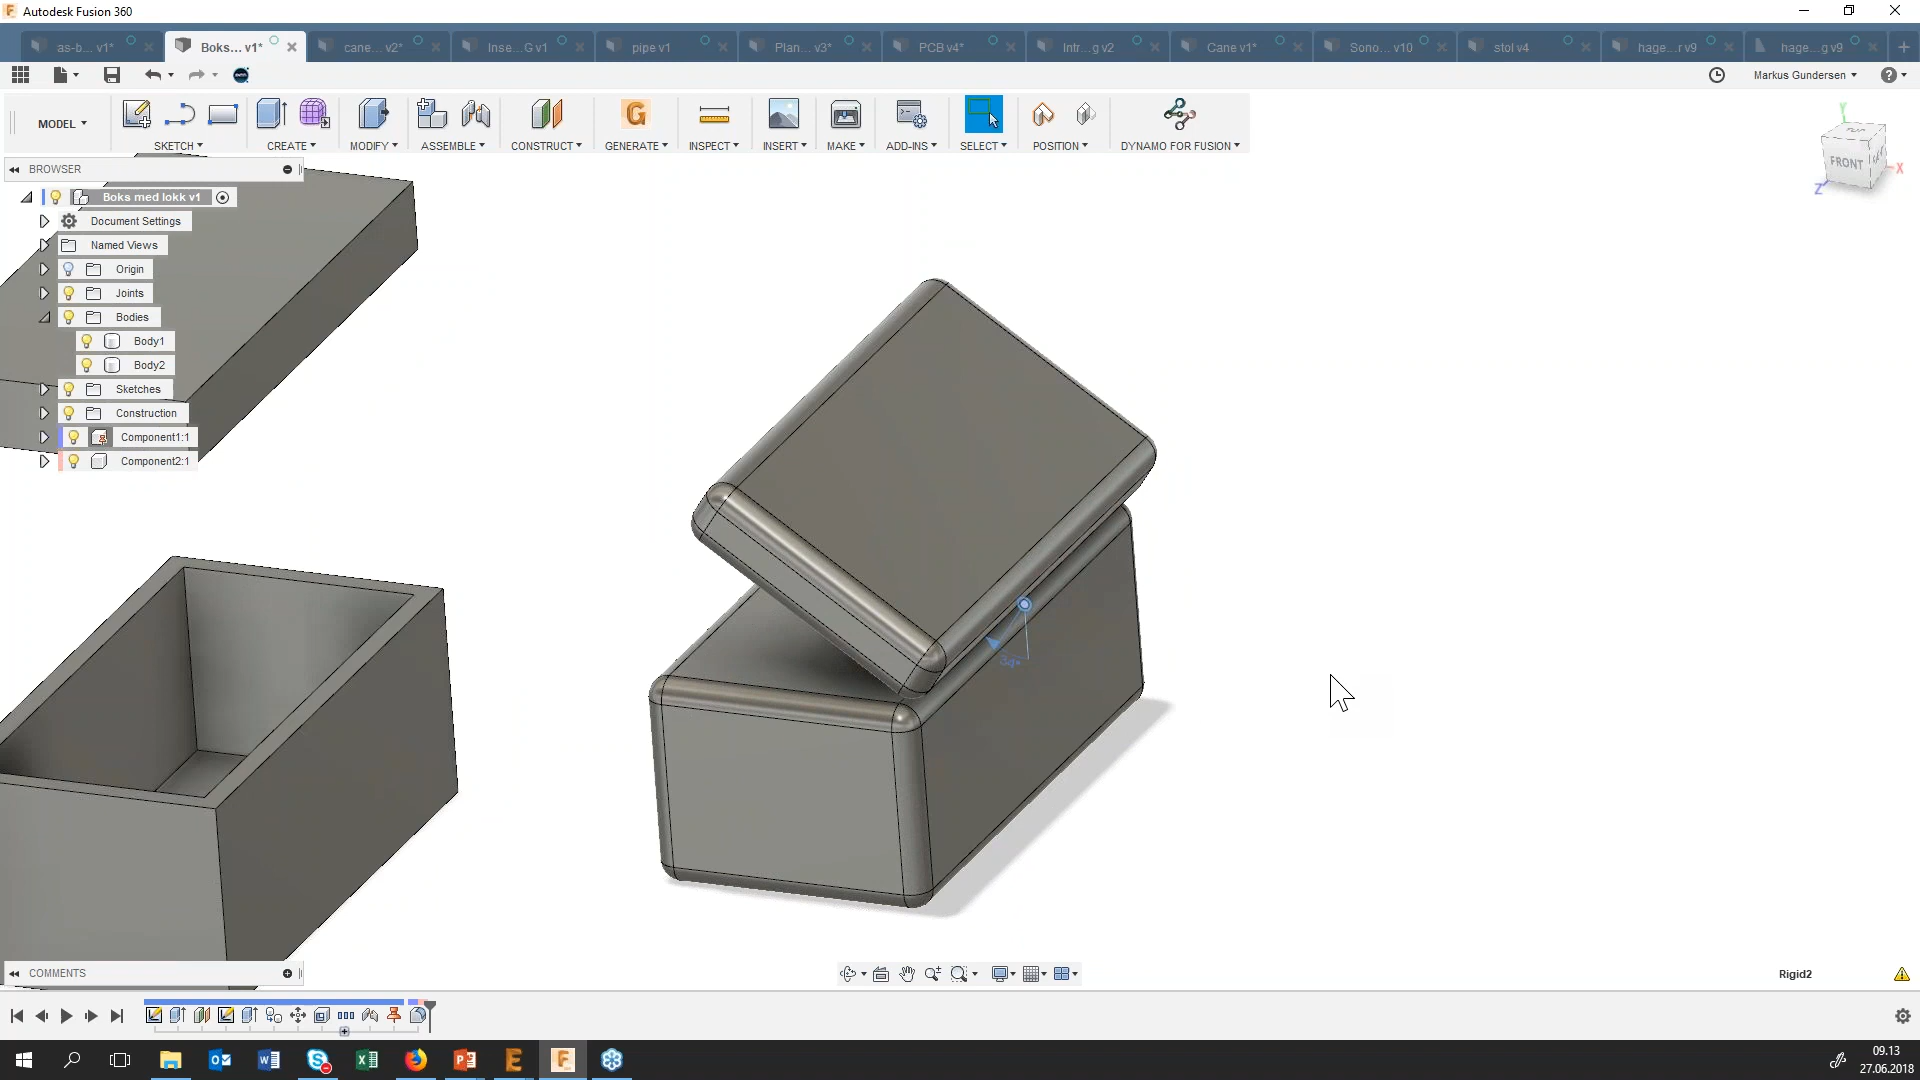 Autodesk Fusion 360
as-b... v1*
Boks... v1*
cane... v2*
Inse...G v1
pipe v1
Plan... v3*
PCB v4*
Infr...g v2
Cane v1*
Sono... v10
stol v4
hage...r v9
hage...g v9
Markus Gundersen
MODEL
SKETCH
CREATE
MODIFY
ASSEMBLE
CONSTRUCT
GENERATE
INSPECT
INSERT
MAKE
ADD-INS
SELECT
POSITION
DYNAMO FOR FUSION
BROWSER
Boks med lokk v1
Document Settings
Named Views
Origin
Joints
Bodies
Body1
Body2
Sketches
Construction
Component1:1
Component2:1
Y
FRONT
X
Z
34°
COMMENTS
Rigid2
09.13
27.06.2018